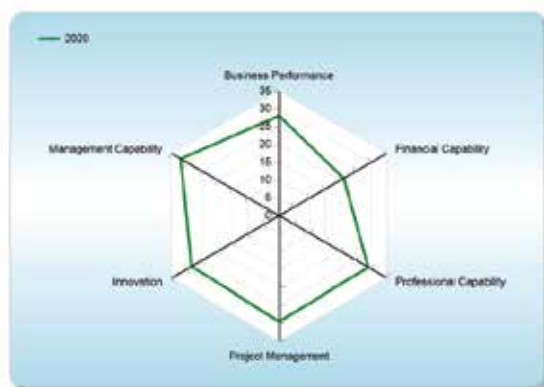 2020
Business Performance
35
30
25
20
15
10
5
0
Management Capability
Financial Capability
Innovation
Professional Capability
Project Management